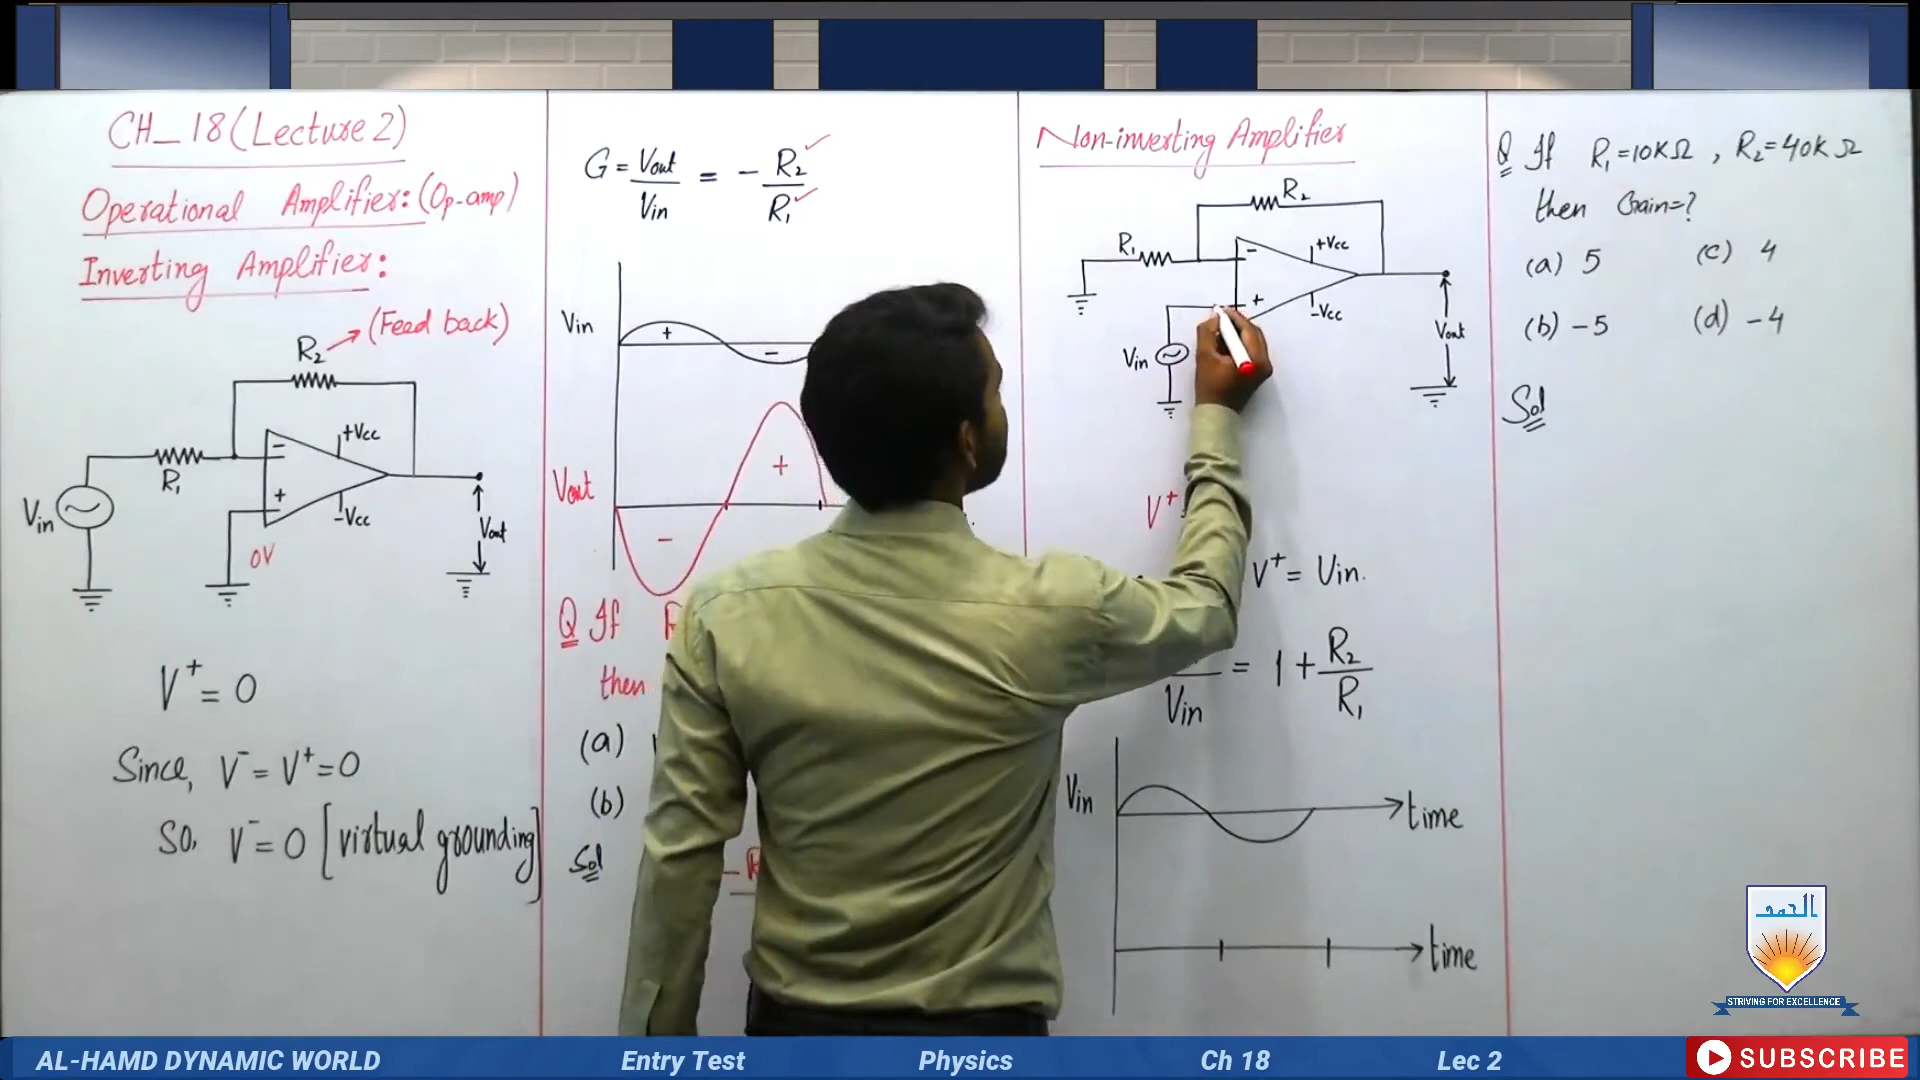 CH_18 (Lecture 2)
Operational Amplifier: (Op-amp)
Inverting Amplifier:
R₂ → (Feed back)
+Vcc
−
R₁
+
−Vcc
Vin
Vout
0V
V⁺ = 0
Since, V⁻ = V⁺ = 0
So, V⁻ = 0 [virtual grounding]
G = Vout/Vin = − R₂/R₁
Vin
+
−
Vout
+
−
Q If
then
(a)
(b)
Sol
Non-inverting Amplifier
R₂
R₁
−
+Vcc
+
−Vcc
Vin
Vout
V⁺
V⁺ = Vin.
Vin = 1 + R₂/R₁
Vin
time
time
Q If R₁ = 10KΩ , R₂ = 40KΩ
then Gain = ?
(a) 5 (c) 4
(b) −5 (d) −4
Sol
الحمد
STRIVING FOR EXCELLENCE
AL-HAMD DYNAMIC WORLD Entry Test Physics Ch 18 Lec 2 SUBSCRIBE